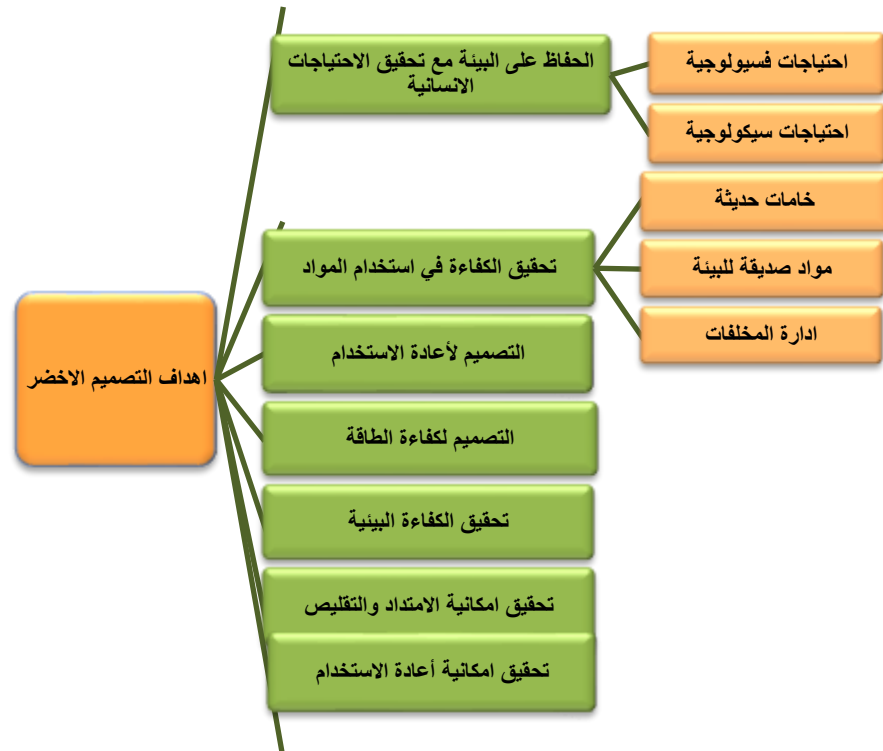 اهداف التصميم الاخضر
الحفاظ على البيئة مع تحقيق الاحتياجات
الانسانية
احتياجات فسيولوجية
احتياجات سيكولوجية
تحقيق الكفاءة في استخدام المواد
خامات حديثة
مواد صديقة للبيئة
ادارة المخلفات
التصميم لأعادة الاستخدام
التصميم لكفاءة الطاقة
تحقيق الكفاءة البيئية
تحقيق امكانية الامتداد والتقليص
تحقيق امكانية أعادة الاستخدام